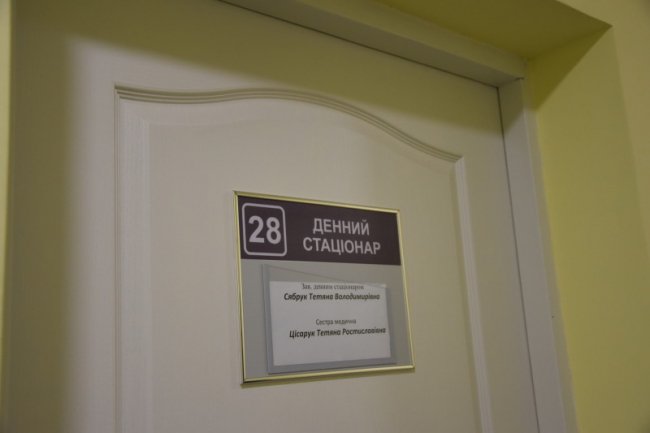 28
ДЕННИЙ
СТАЦІОНАР
Зав. денним стаціонаром
Сябрук Тетяна Володимирівна
Сестра медична
Цісарук Тетяна Ростиславівна